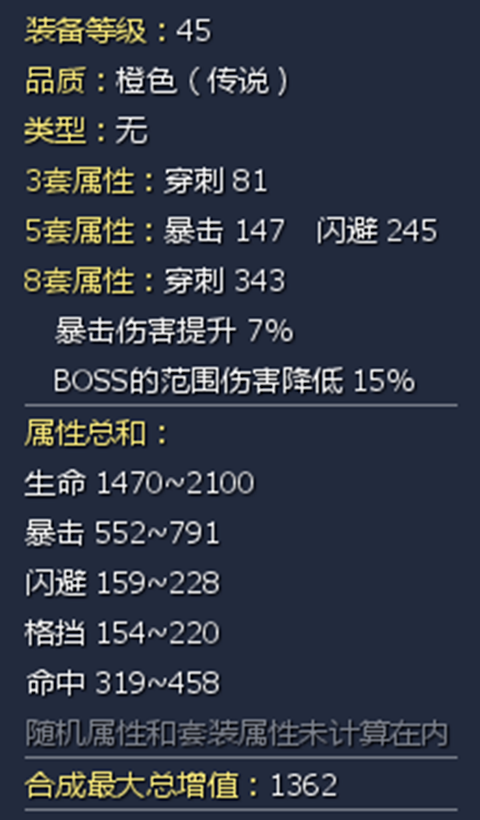 装备等级：45
品质：橙色（传说）
类型：无
3套属性：穿刺 81
5套属性：暴击 147 闪避 245
8套属性：穿刺 343
暴击伤害提升 7%
BOSS的范围伤害降低 15%
属性总和：
生命 1470~2100
暴击 552~791
闪避 159~228
格挡 154~220
命中 319~458
随机属性和套装属性未计算在内
合成最大总增值：1362